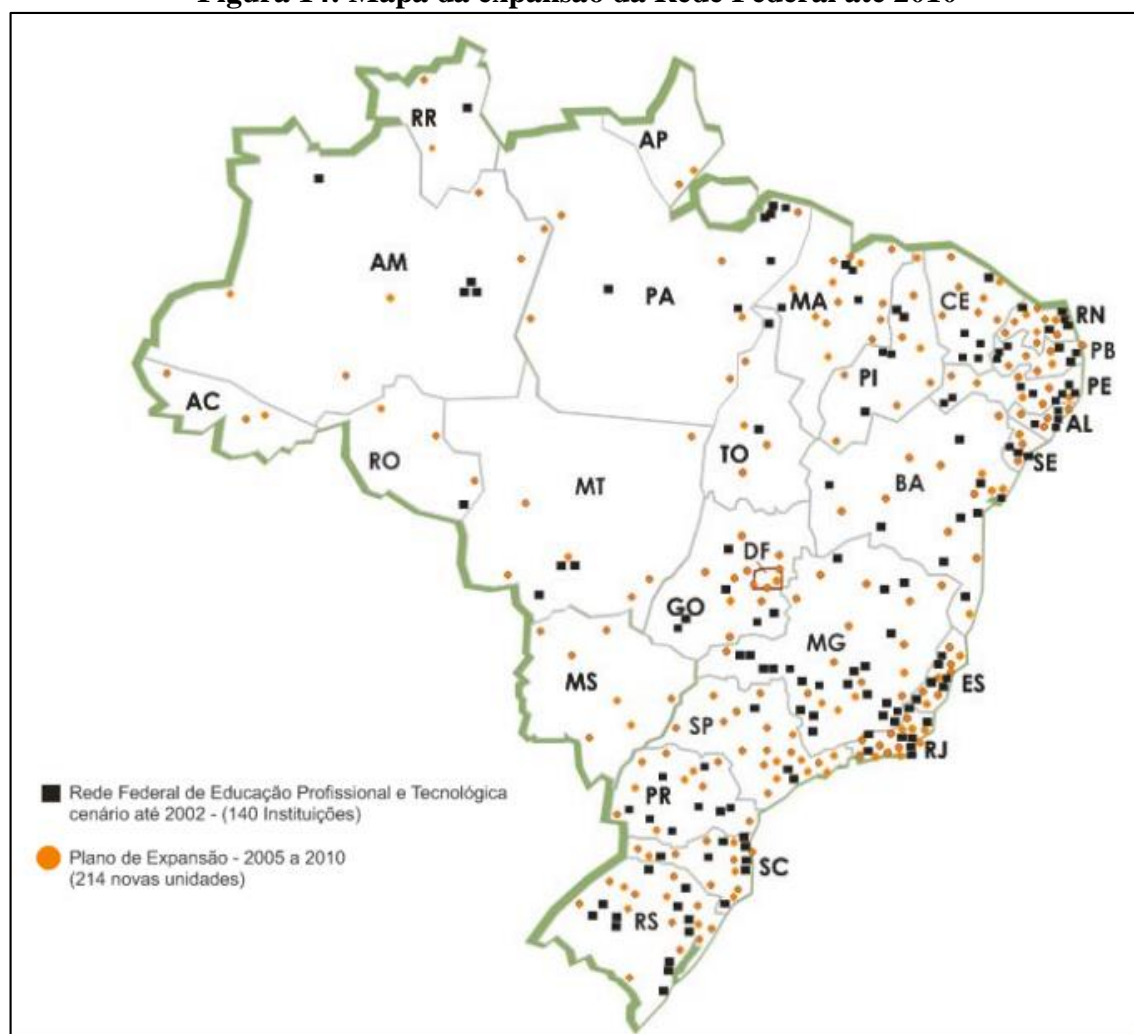 Figura 14: Mapa da expansão da Rede Federal até 2010
RR
AP
AM
PA
MA
CE
RN
PB
PI
PE
AC
AL
TO
SE
RO
MT
BA
DF
GO
MG
MS
ES
SP
RJ
PR
SC
RS
Rede Federal de Educação Profissional e Tecnológica
cenário até 2002 - (140 Instituições)
Plano de Expansão - 2005 a 2010
(214 novas unidades)